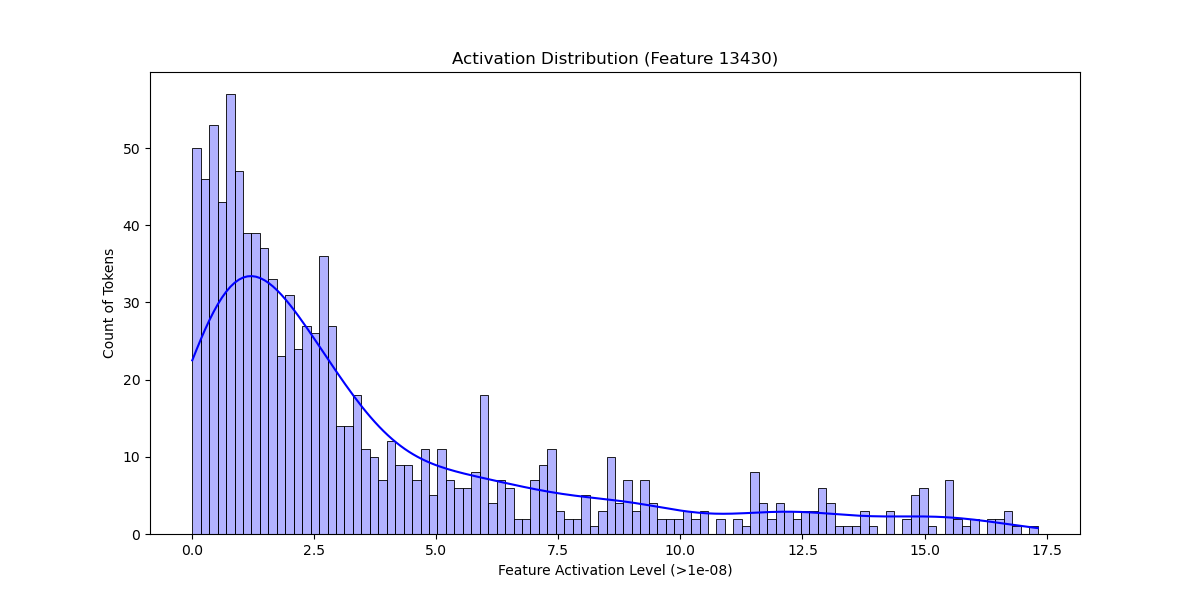 Activation Distribution (Feature 13430)
Count of Tokens
50
40
30
20
10
0
0.0 2.5 5.0 7.5 10.0 12.5 15.0 17.5
Feature Activation Level (>1e-08)